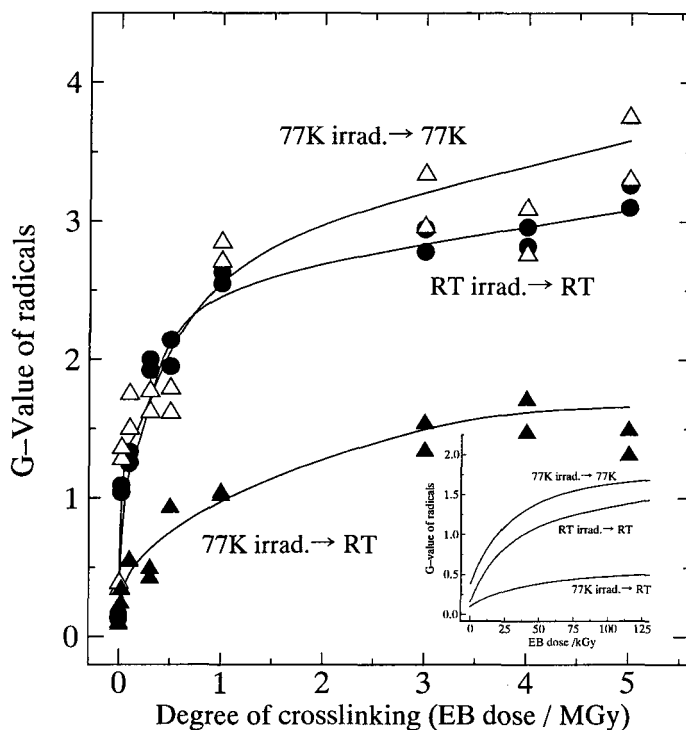 4
77K irrad.→ 77K
3
RT irrad.→ RT
2
1
77K irrad.→ RT
0
G–Value of radicals
0 1 2 3 4 5
Degree of crosslinking (EB dose / MGy)
2.0
77K irrad.→ 77K
1.5
RT irrad.→ RT
1.0
0.5
77K irrad.→ RT
0.0
G–value of radicals
0 25 50 75 100 125
EB dose /kGy